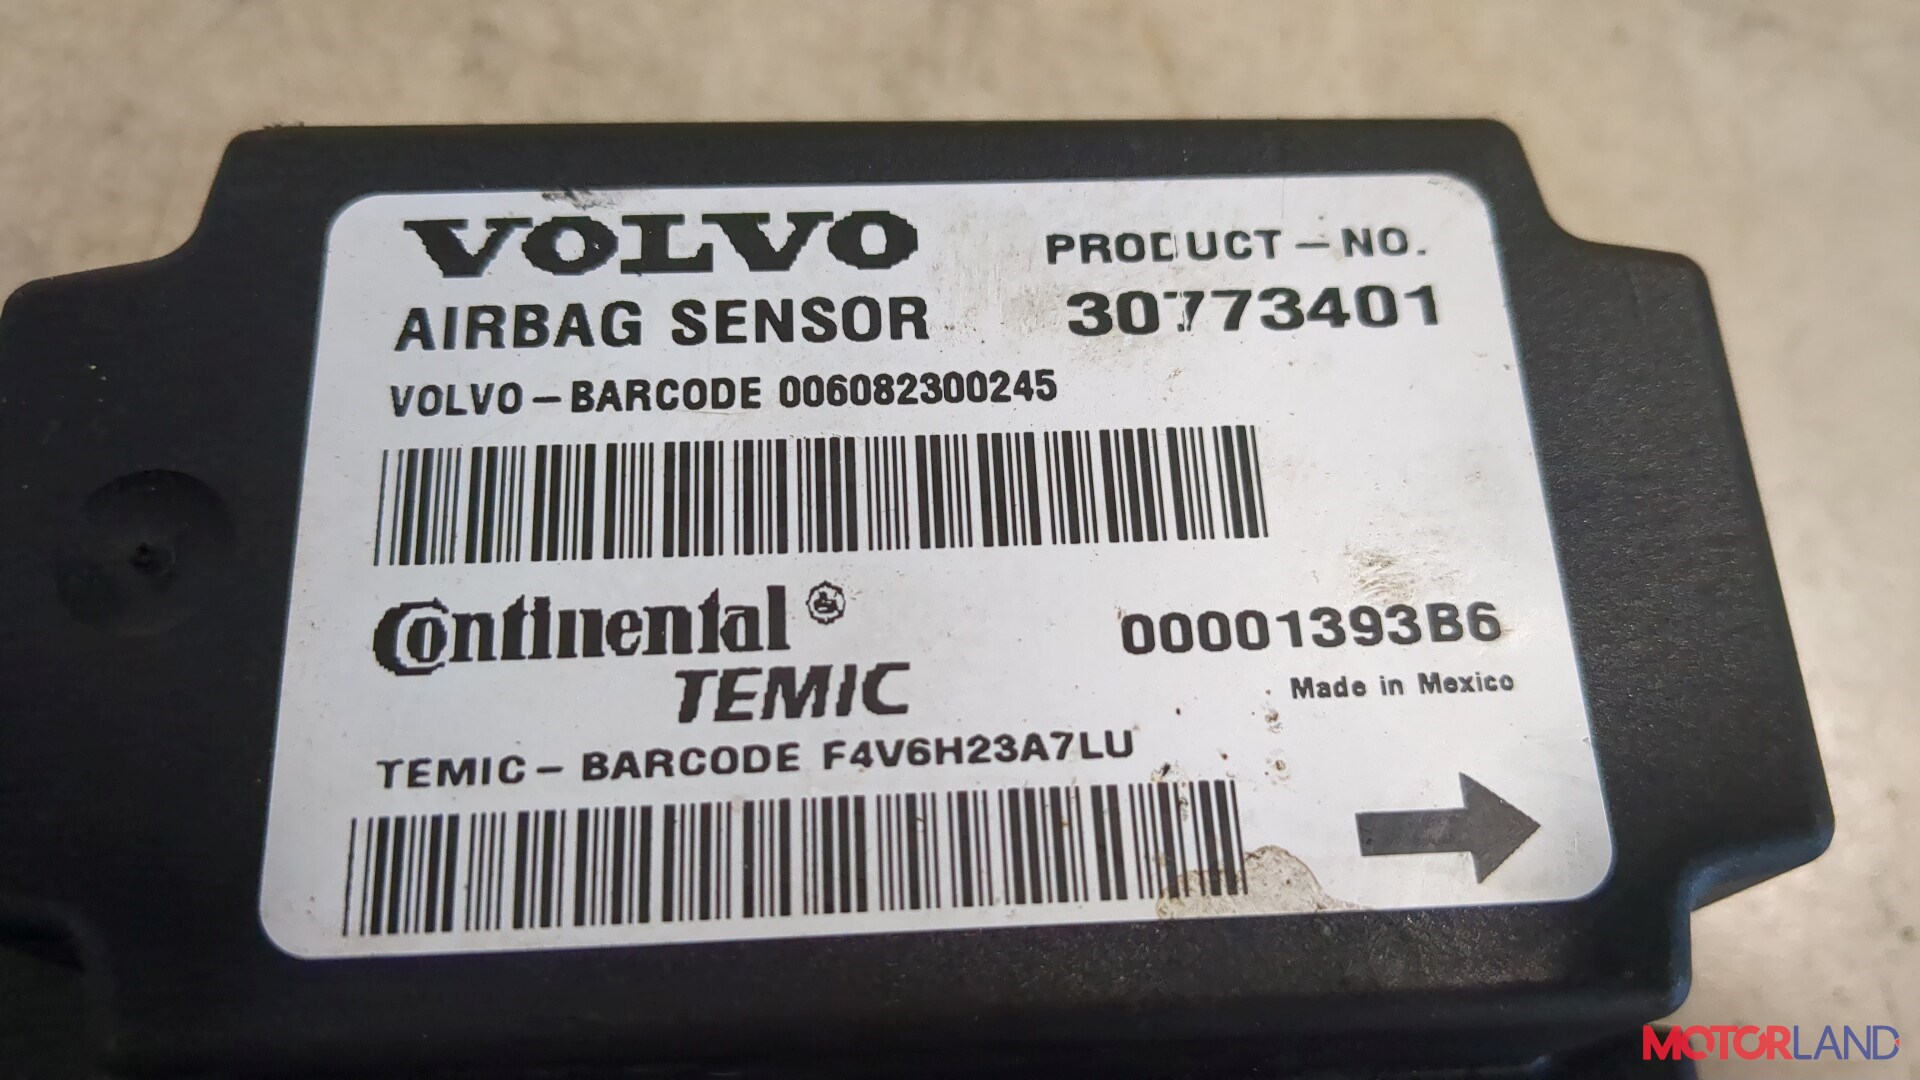 VOLVO
PRODUCT - NO.
AIRBAG SENSOR
30773401
VOLVO - BARCODE 006082300245
Continental
TEMIC
00001393B6
Made in Mexico
TEMIC - BARCODE F4V6H23A7LU
MOTORLAND